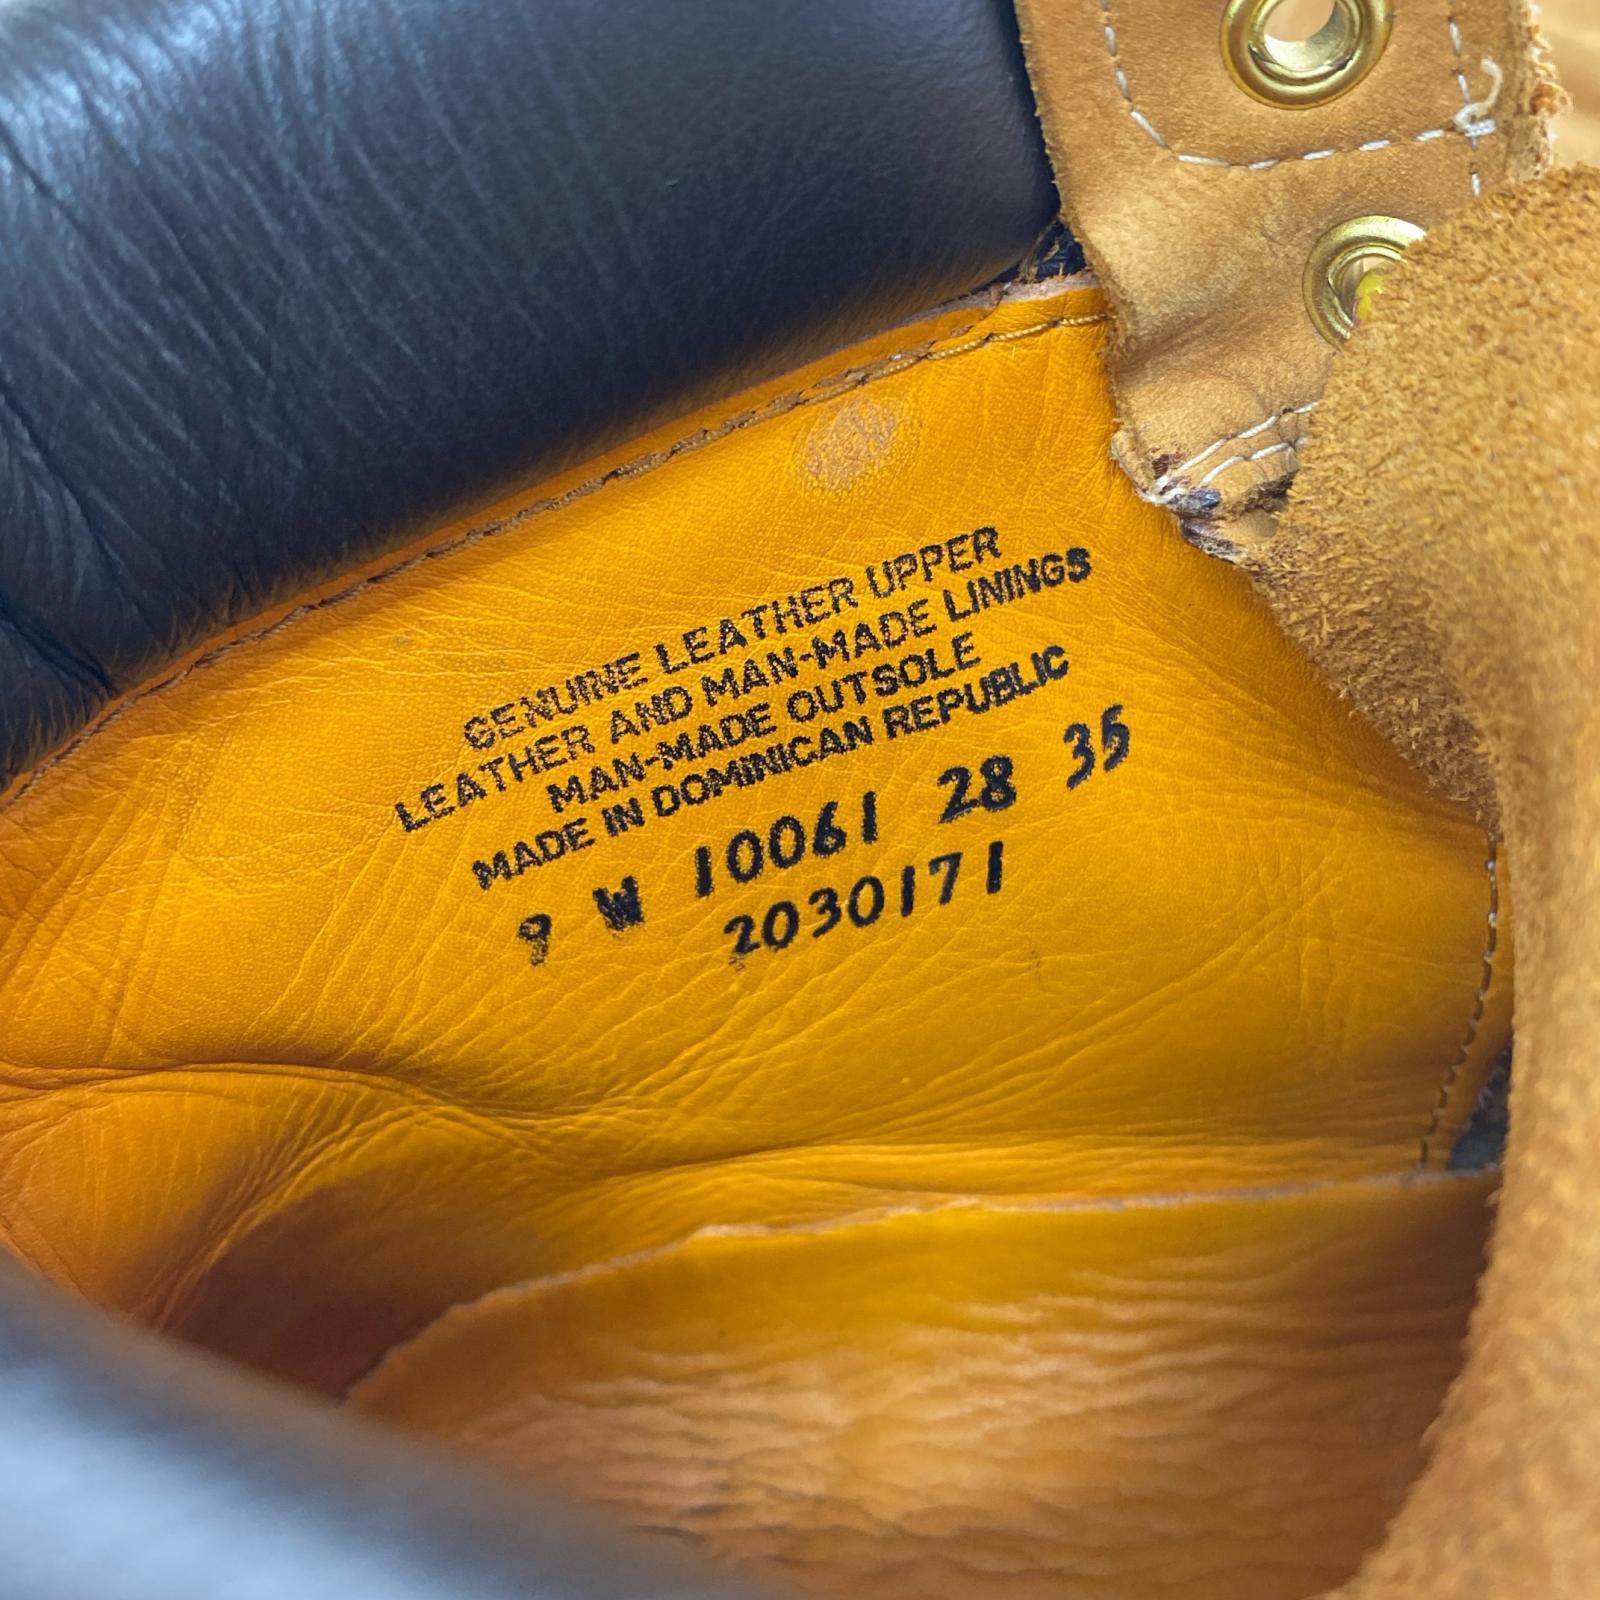 GENUINE LEATHER UPPER
LEATHER AND MAN-MADE LININGS
MAN-MADE OUTSOLE
MADE IN DOMINICAN REPUBLIC
9 W 10061 28 35
2030171